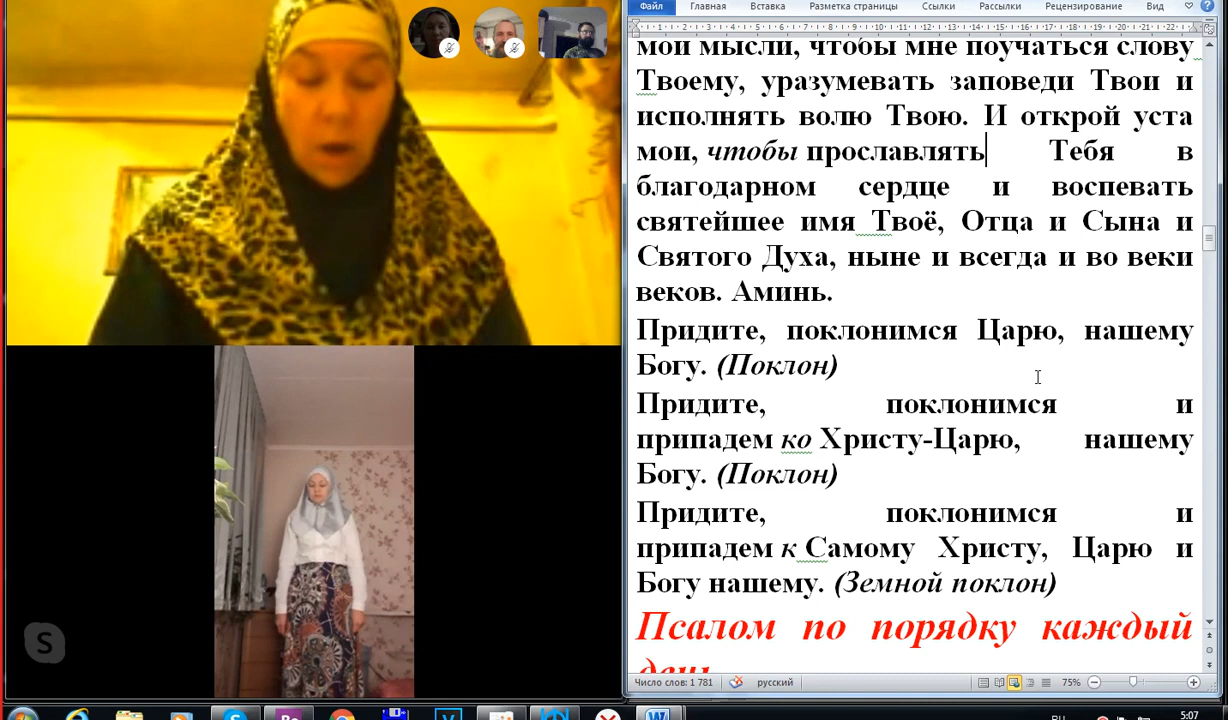 Файл Главная Вставка Разметка страницы Ссылки Рассылки Рецензирование Вид
мои мысли, чтобы мне поучаться слову
Твоему, уразумевать заповеди Твои и
исполнять волю Твою. И открой уста
мои, чтобы прославлять Тебя в
благодарном сердце и воспевать
святейшее имя Твоё, Отца и Сына и
Святого Духа, ныне и всегда и во веки
веков. Аминь.
Придите, поклонимся Царю, нашему
Богу. (Поклон)
Придите, поклонимся и
припадем ко Христу-Царю, нашему
Богу. (Поклон)
Придите, поклонимся и
припадем к Самому Христу, Царю и
Богу нашему. (Земной поклон)
Псалом по порядку каждый
день
Число слов: 1 781 русский 75%
RU 5:07